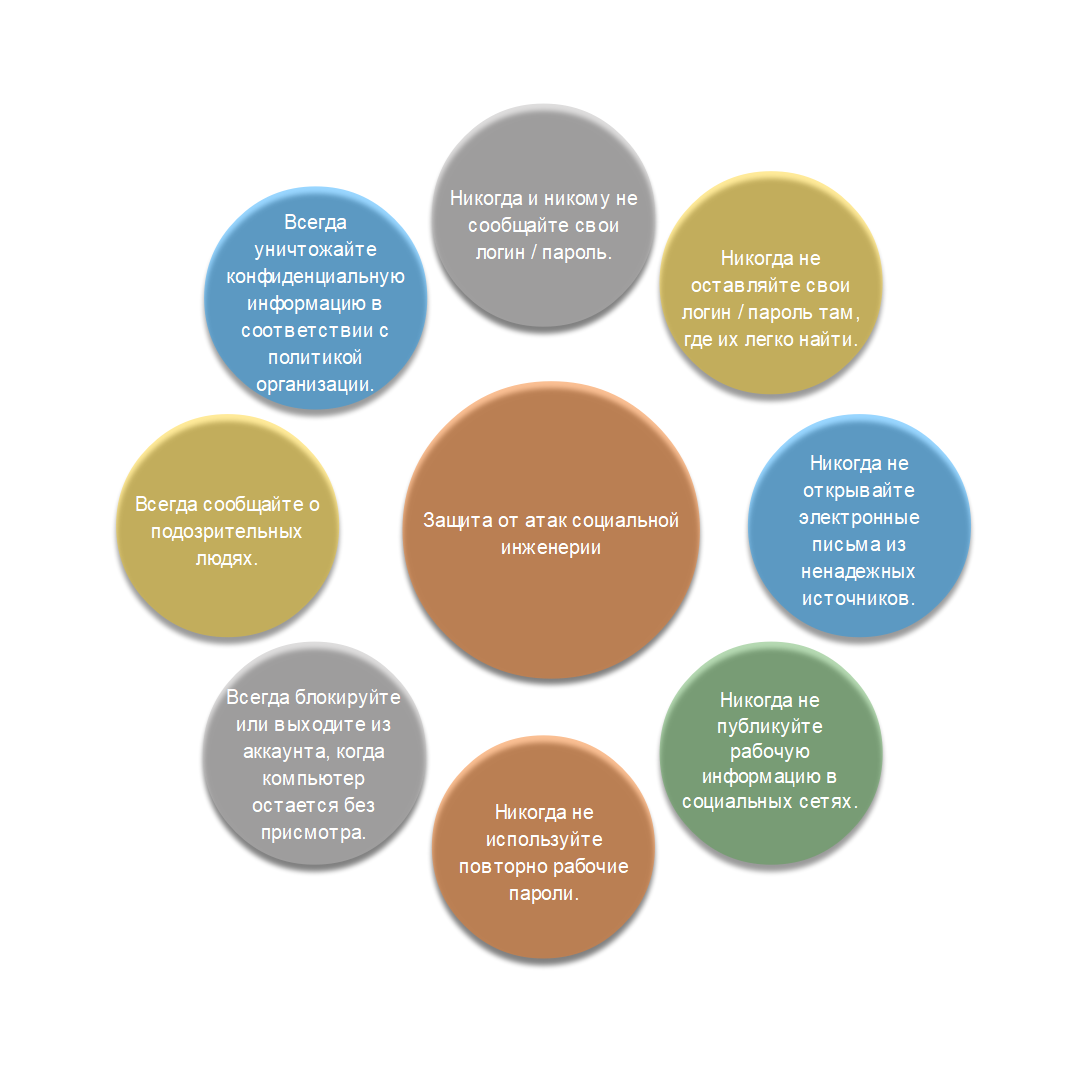 Никогда и никому не
сообщайте свои
логин / пароль.
Никогда не
оставляйте свои
логин / пароль там,
где их легко найти.
Никогда не
открывайте
электронные
письма из
ненадежных
источников.
Никогда не
публикуйте
рабочую
информацию в
социальных сетях.
Никогда не
используйте
повторно рабочие
пароли.
Всегда блокируйте
или выходите из
аккаунта, когда
компьютер
остается без
присмотра.
Всегда сообщайте о
подозрительных
людях.
Всегда
уничтожайте
конфиденциальную
информацию в
соответствии с
политикой
организации.
Защита от атак социальной
инженерии